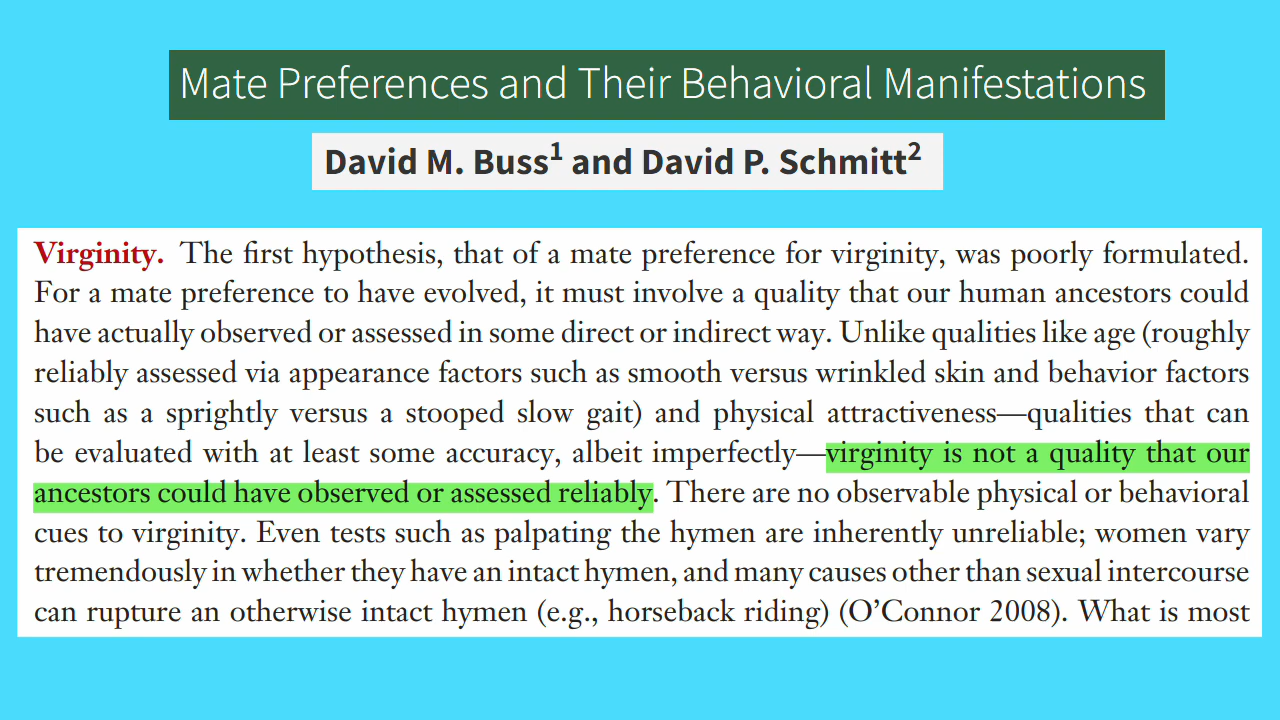 Mate Preferences and Their Behavioral Manifestations
David M. Buss1 and David P. Schmitt2
Virginity. The first hypothesis, that of a mate preference for virginity, was poorly formulated.
For a mate preference to have evolved, it must involve a quality that our human ancestors could
have actually observed or assessed in some direct or indirect way. Unlike qualities like age (roughly
reliably assessed via appearance factors such as smooth versus wrinkled skin and behavior factors
such as a sprightly versus a stooped slow gait) and physical attractiveness—qualities that can
be evaluated with at least some accuracy, albeit imperfectly—virginity is not a quality that our
ancestors could have observed or assessed reliably. There are no observable physical or behavioral
cues to virginity. Even tests such as palpating the hymen are inherently unreliable; women vary
tremendously in whether they have an intact hymen, and many causes other than sexual intercourse
can rupture an otherwise intact hymen (e.g., horseback riding) (O’Connor 2008). What is most